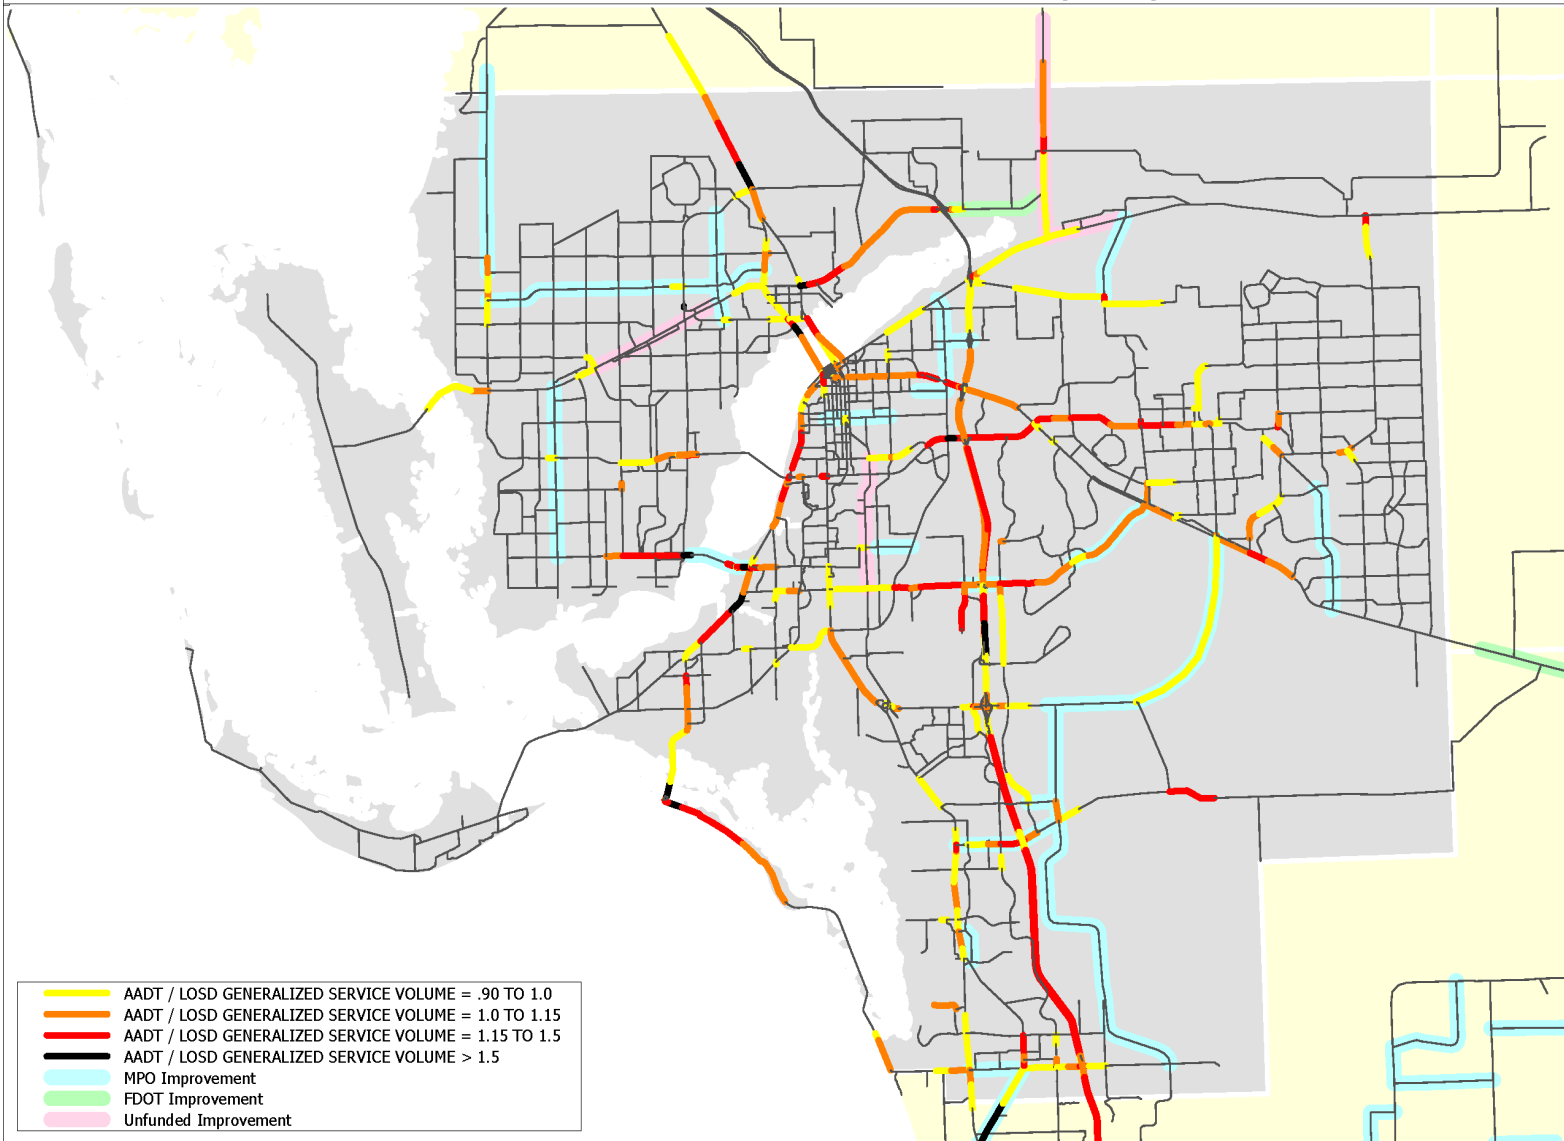 AADT / LOSD GENERALIZED SERVICE VOLUME = .90 TO 1.0
AADT / LOSD GENERALIZED SERVICE VOLUME = 1.0 TO 1.15
AADT / LOSD GENERALIZED SERVICE VOLUME = 1.15 TO 1.5
AADT / LOSD GENERALIZED SERVICE VOLUME > 1.5
MPO Improvement
FDOT Improvement
Unfunded Improvement